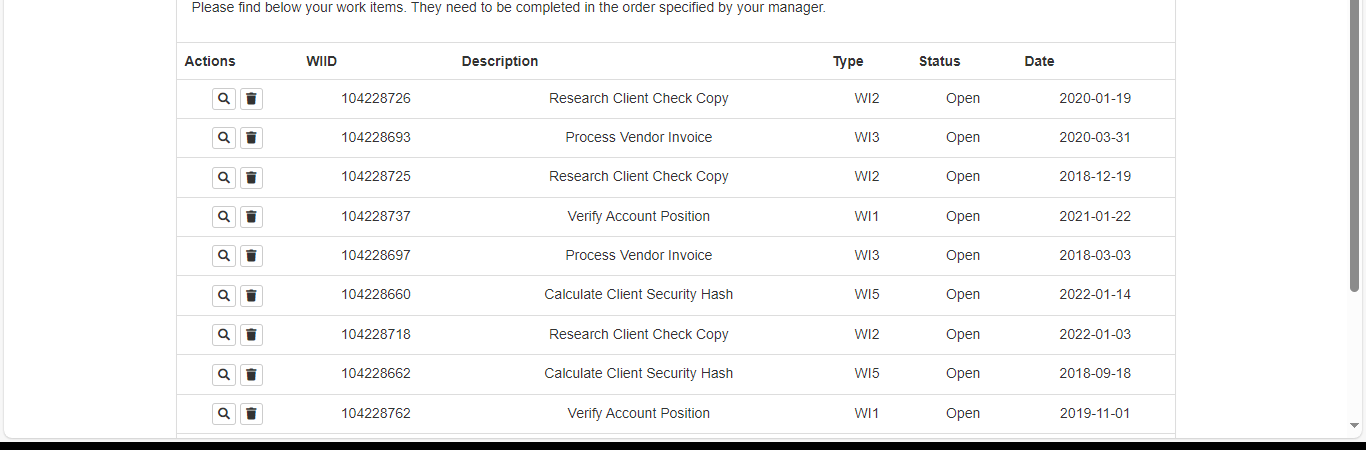 Please find below your work items. They need to be completed in the order specified by your manager.
Actions WIID Description Type Status Date
104228726 Research Client Check Copy WI2 Open 2020-01-19
104228693 Process Vendor Invoice WI3 Open 2020-03-31
104228725 Research Client Check Copy WI2 Open 2018-12-19
104228737 Verify Account Position WI1 Open 2021-01-22
104228697 Process Vendor Invoice WI3 Open 2018-03-03
104228660 Calculate Client Security Hash WI5 Open 2022-01-14
104228718 Research Client Check Copy WI2 Open 2022-01-03
104228662 Calculate Client Security Hash WI5 Open 2018-09-18
104228762 Verify Account Position WI1 Open 2019-11-01